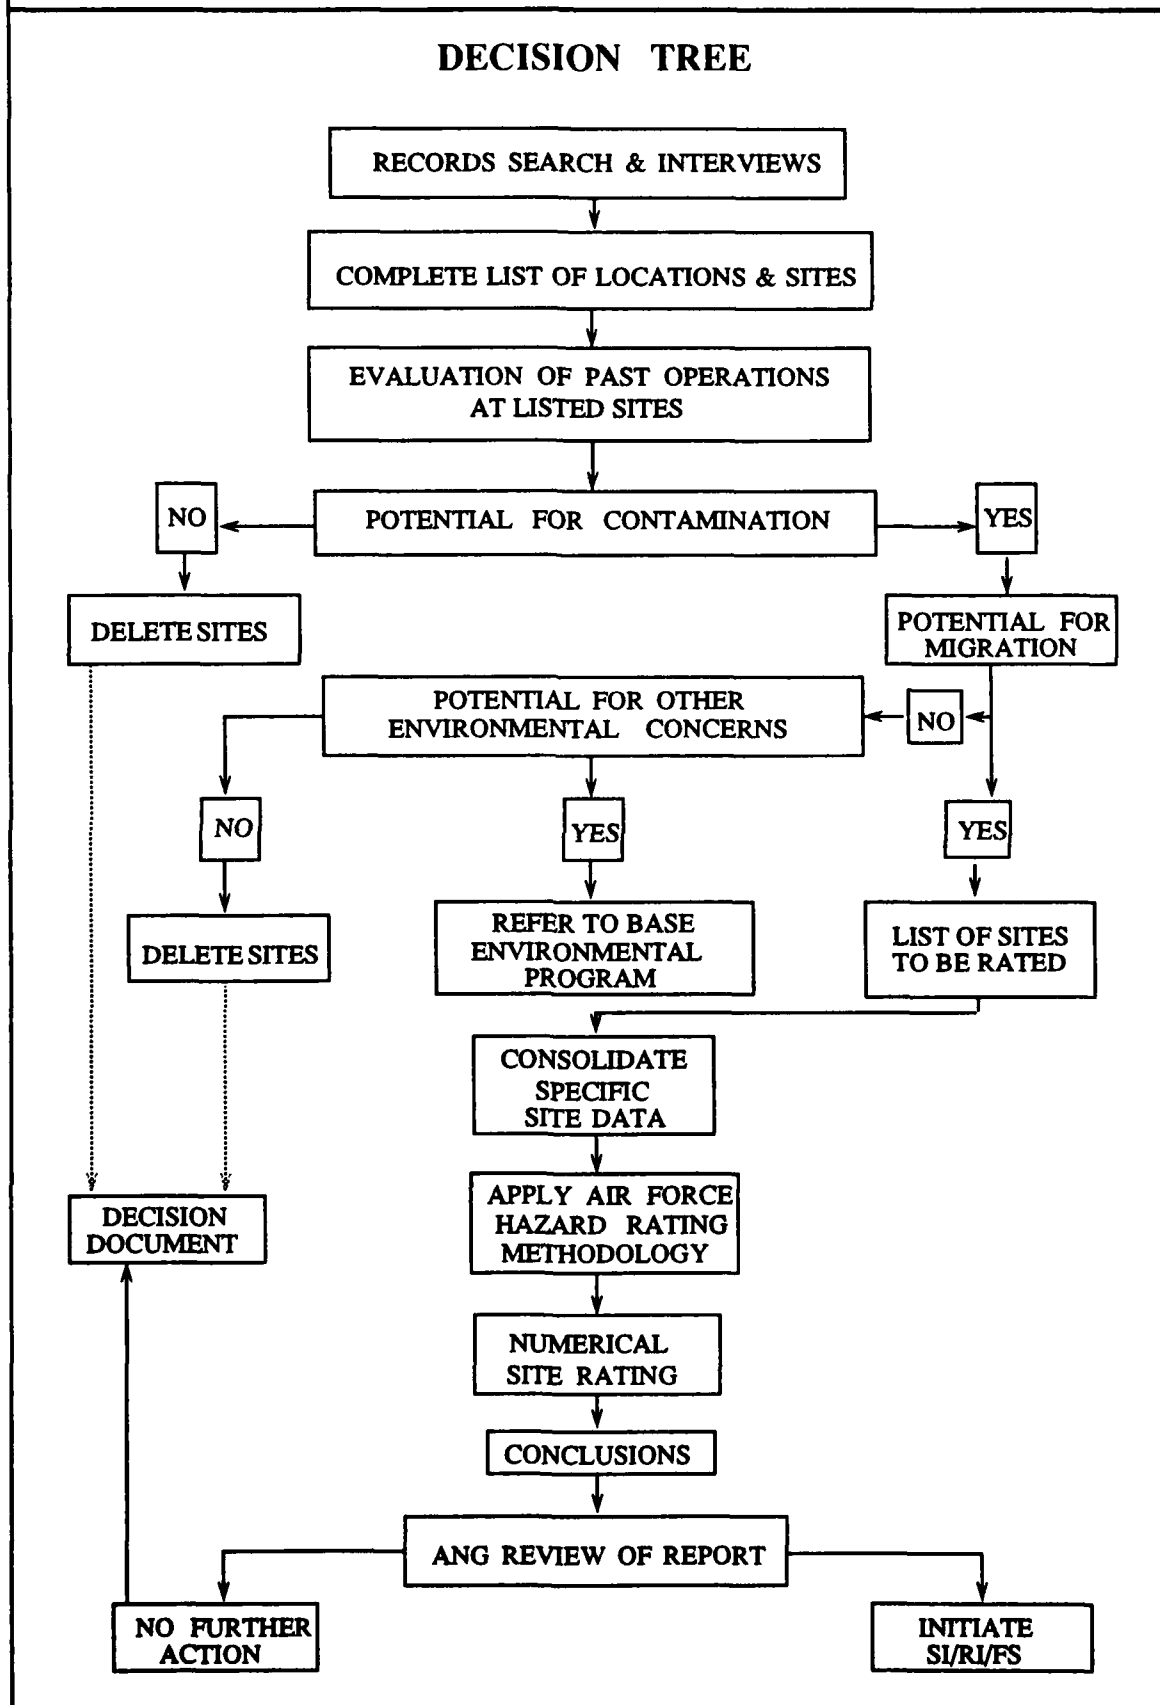 DECISION TREE
RECORDS SEARCH & INTERVIEWS
COMPLETE LIST OF LOCATIONS & SITES
EVALUATION OF PAST OPERATIONS
AT LISTED SITES
NO
POTENTIAL FOR CONTAMINATION
YES
DELETE SITES
POTENTIAL FOR
MIGRATION
POTENTIAL FOR OTHER
ENVIRONMENTAL CONCERNS
NO
NO
YES
YES
DELETE SITES
REFER TO BASE
ENVIRONMENTAL
PROGRAM
LIST OF SITES
TO BE RATED
CONSOLIDATE
SPECIFIC
SITE DATA
DECISION
DOCUMENT
APPLY AIR FORCE
HAZARD RATING
METHODOLOGY
NUMERICAL
SITE RATING
CONCLUSIONS
ANG REVIEW OF REPORT
NO FURTHER
ACTION
INITIATE
SI/RI/FS